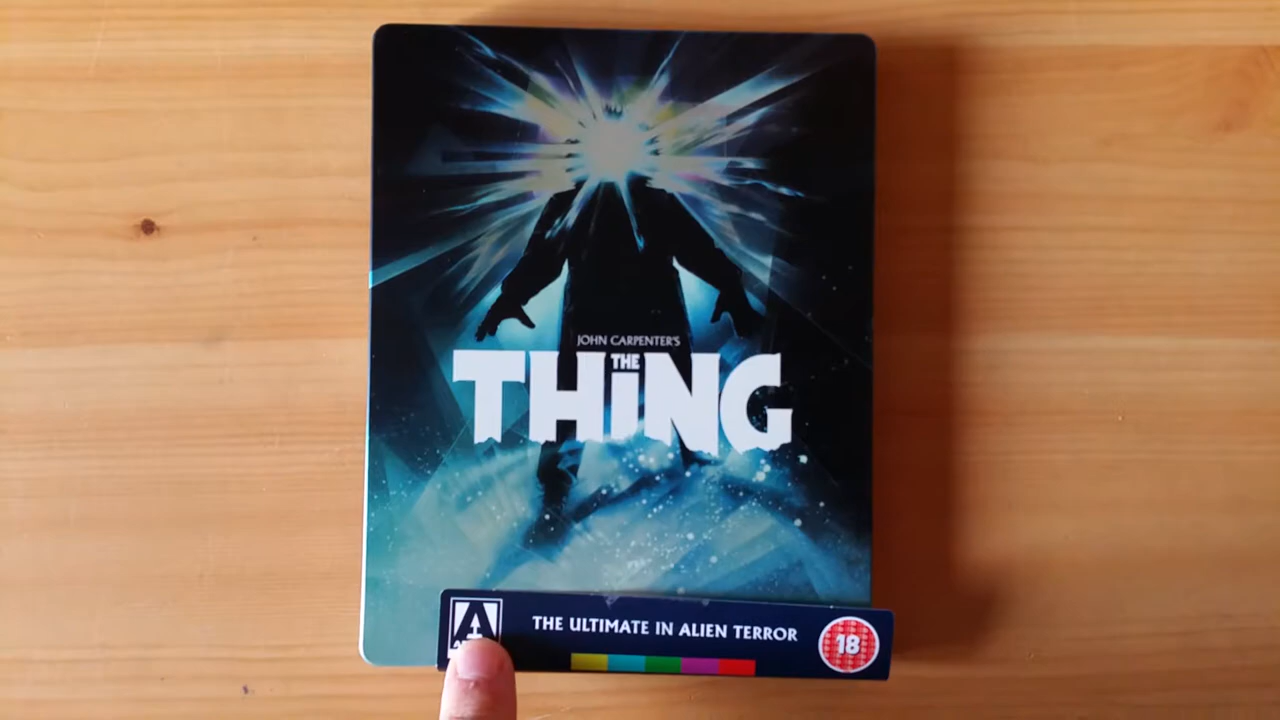 JOHN CARPENTER'S
THE
THiNG
THE ULTIMATE IN ALIEN TERROR
18